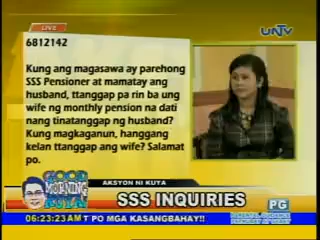 LIVE
UNTV
6812142
Kung ang magasawa ay parehong
SSS Pensioner at mamatay ang
husband, ttanggap pa rin ba ung
wife ng monthly pension na dati
nang tinatanggap ng husband?
Kung magkaganun, hanggang
kelan ttanggap ang wife? Salamat
po.
GOOD
MORNING
KUYA
AKSYON NI KUYA
SSS INQUIRIES
PG
06:23:23AM
T PO MGA KASANGBAHAY!!